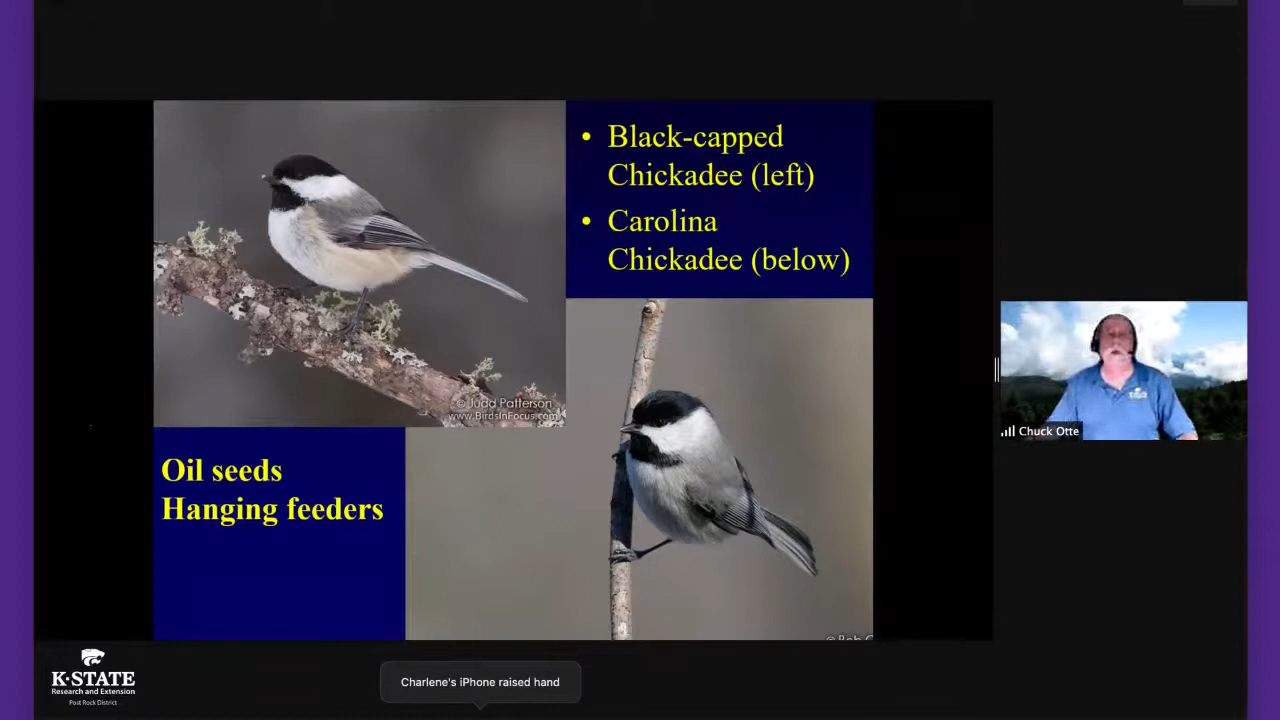 • Black-capped
Chickadee (left)
• Carolina
Chickadee (below)
© Judd Patterson
www.BirdsInFocus.com
Oil seeds
Hanging feeders
Chuck Otte
K-STATE
Research and Extension
Post Rock District
Charlene's iPhone raised hand